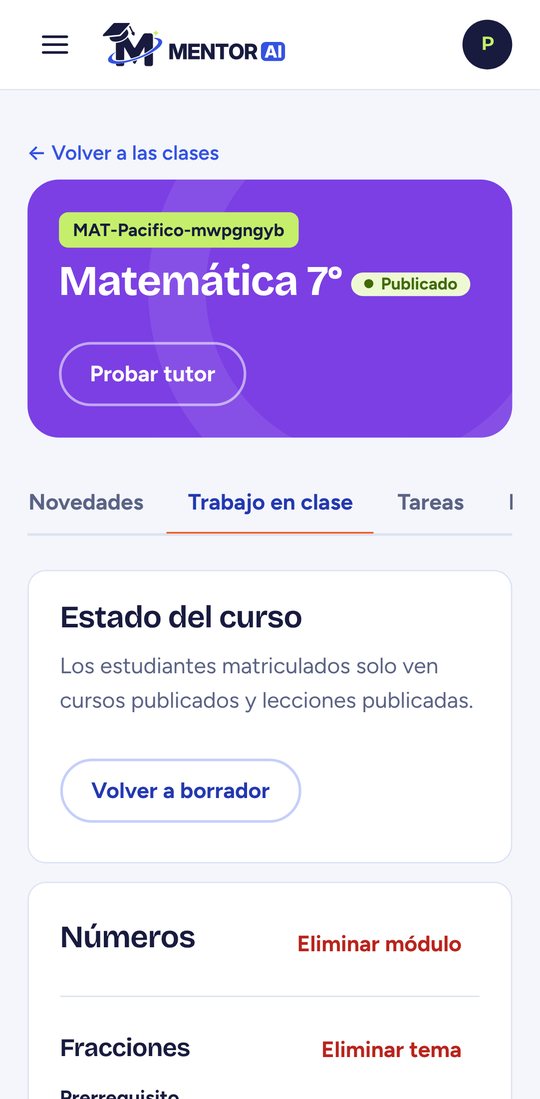 MENTOR AI
P
← Volver a las clases
MAT-Pacifico-mwpgngyb
Matemática 7° Publicado
Probar tutor
Novedades Trabajo en clase Tareas
Estado del curso
Los estudiantes matriculados solo ven
cursos publicados y lecciones publicadas.
Volver a borrador
Números Eliminar módulo
Fracciones Eliminar tema
Prerrequisito